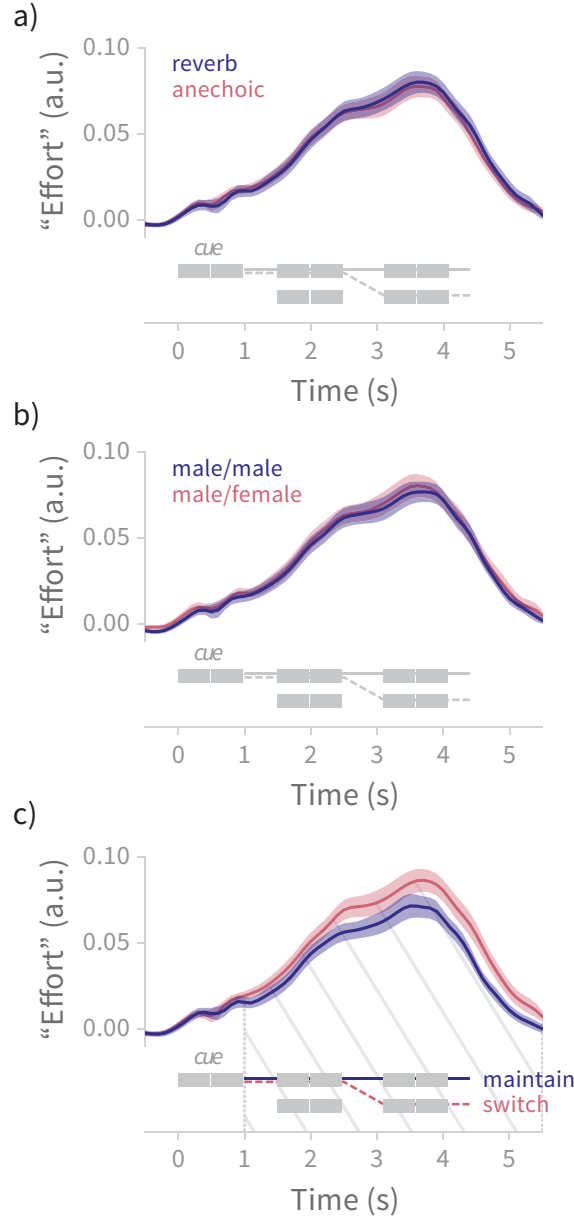 a)
0.10
reverb
anechoic
0.05
0.00
"Effort" (a.u.)
cue
0 1 2 3 4 5
Time (s)
b)
0.10
male/male
male/female
0.05
0.00
"Effort" (a.u.)
cue
0 1 2 3 4 5
Time (s)
c)
0.10
0.05
0.00
“Effort” (a.u.)
cue
maintain
switch
0 1 2 3 4 5
Time (s)